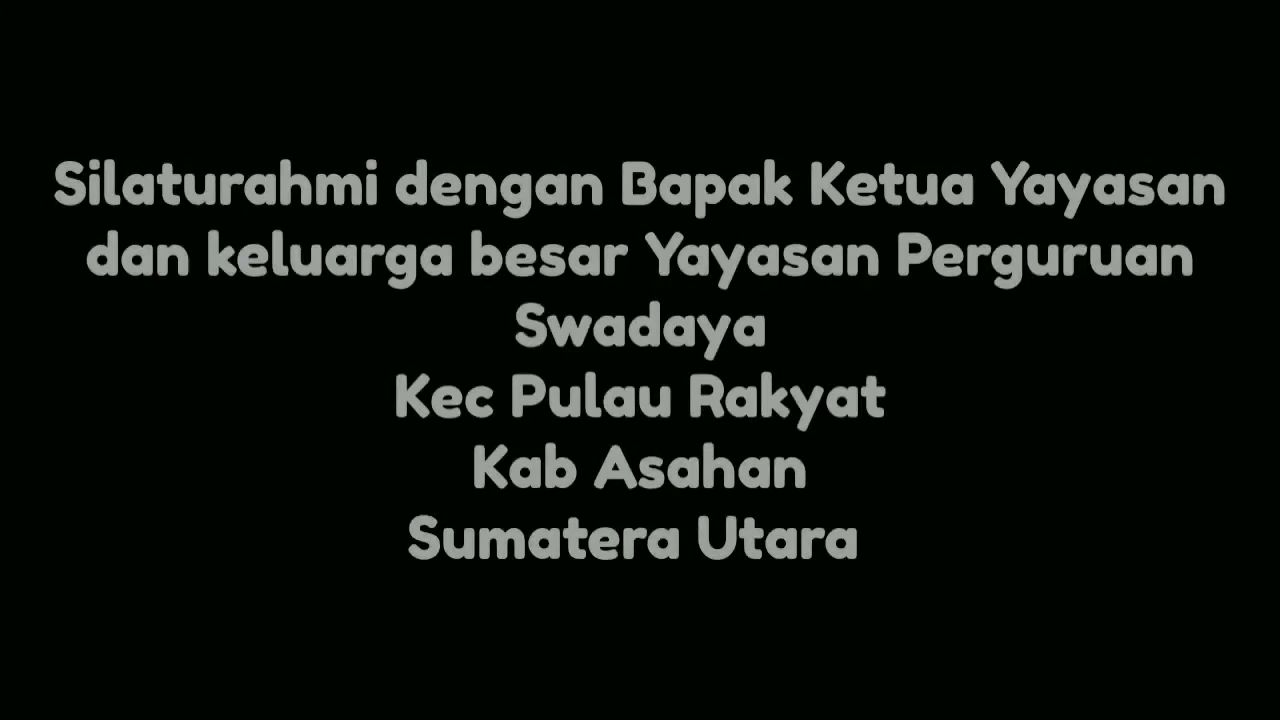 Silaturahmi dengan Bapak Ketua Yayasan
dan keluarga besar Yayasan Perguruan
Swadaya
Kec Pulau Rakyat
Kab Asahan
Sumatera Utara